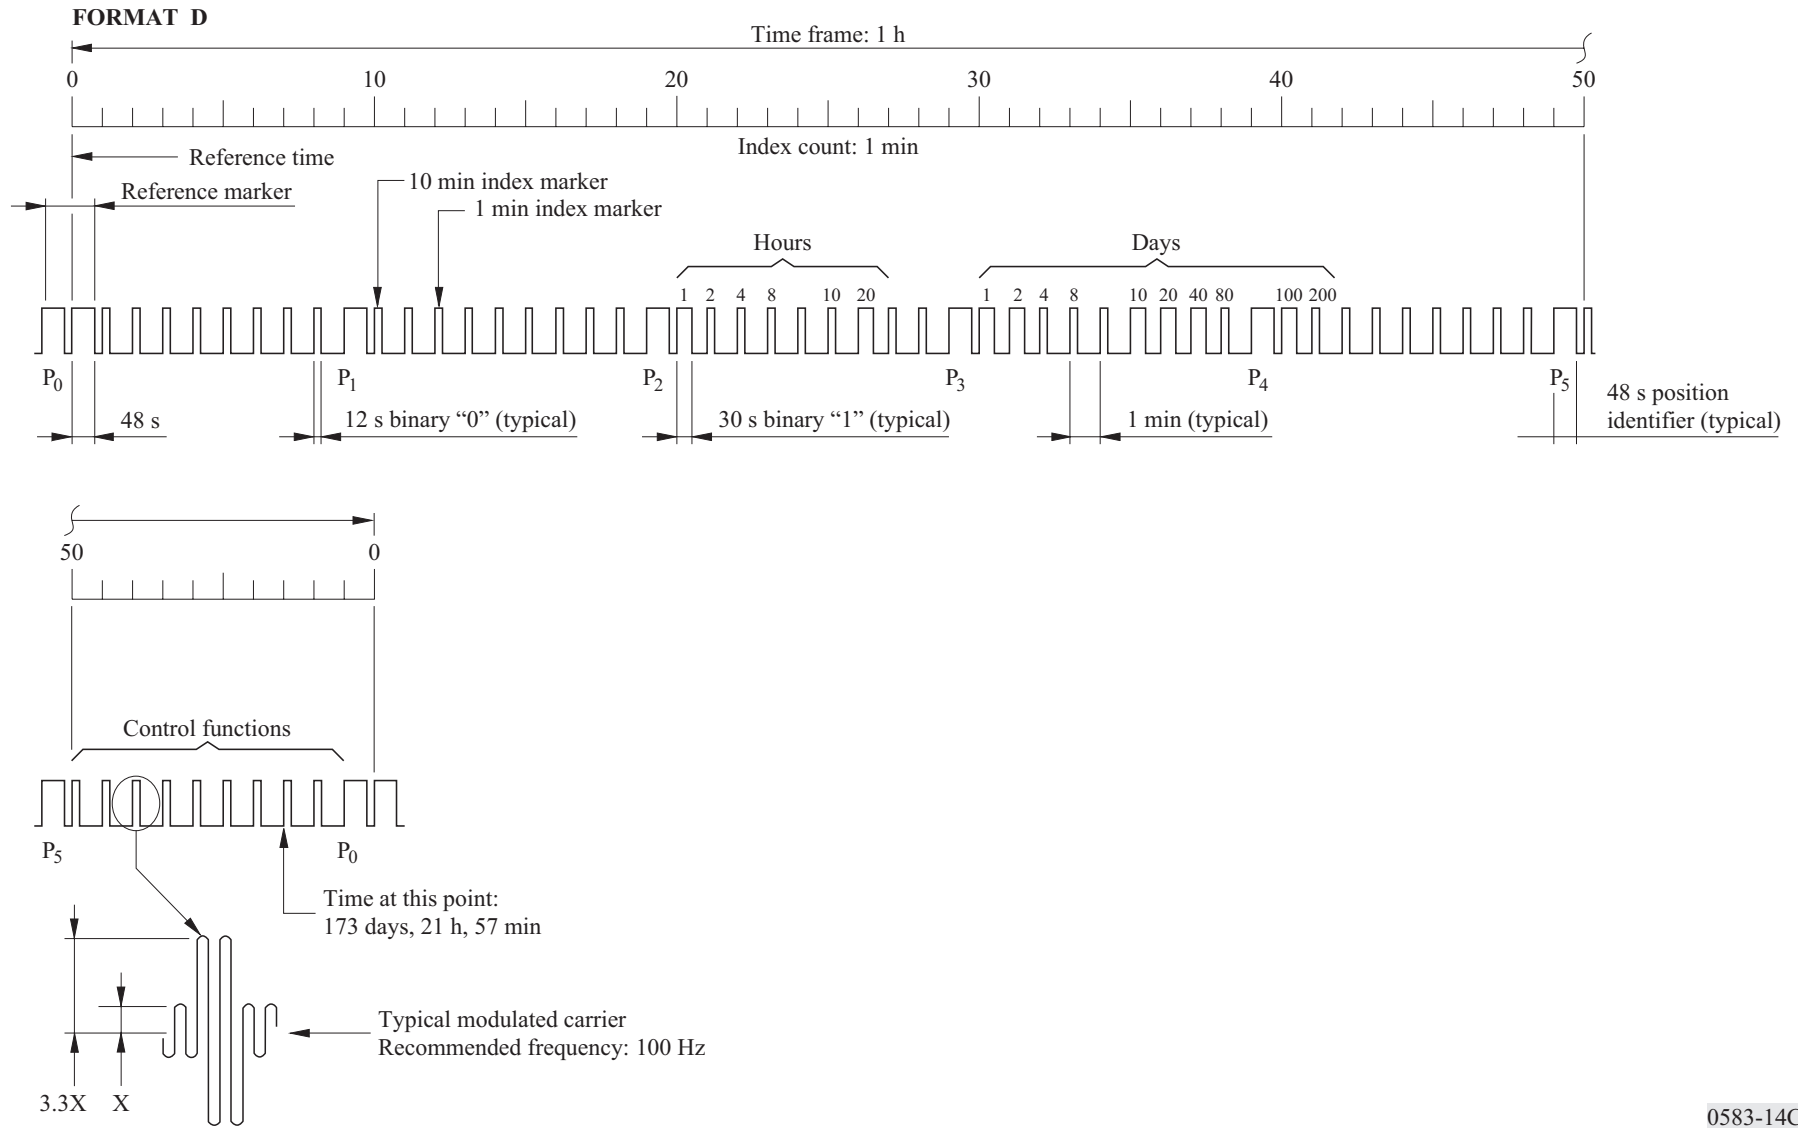 FORMAT D
Time frame: 1 h
0 10 20 30 40 50
Index count: 1 min
Reference time
Reference marker
10 min index marker
1 min index marker
Hours
Days
1 2 4 8 10 20
1 2 4 8 10 20 40 80 100 200
P0 P1 P2 P3 P4 P5
48 s
12 s binary “0” (typical)
30 s binary “1” (typical)
1 min (typical)
48 s position
identifier (typical)
50 0
Control functions
P5 P0
Time at this point:
173 days, 21 h, 57 min
Typical modulated carrier
Recommended frequency: 100 Hz
3.3X X
0583-14C